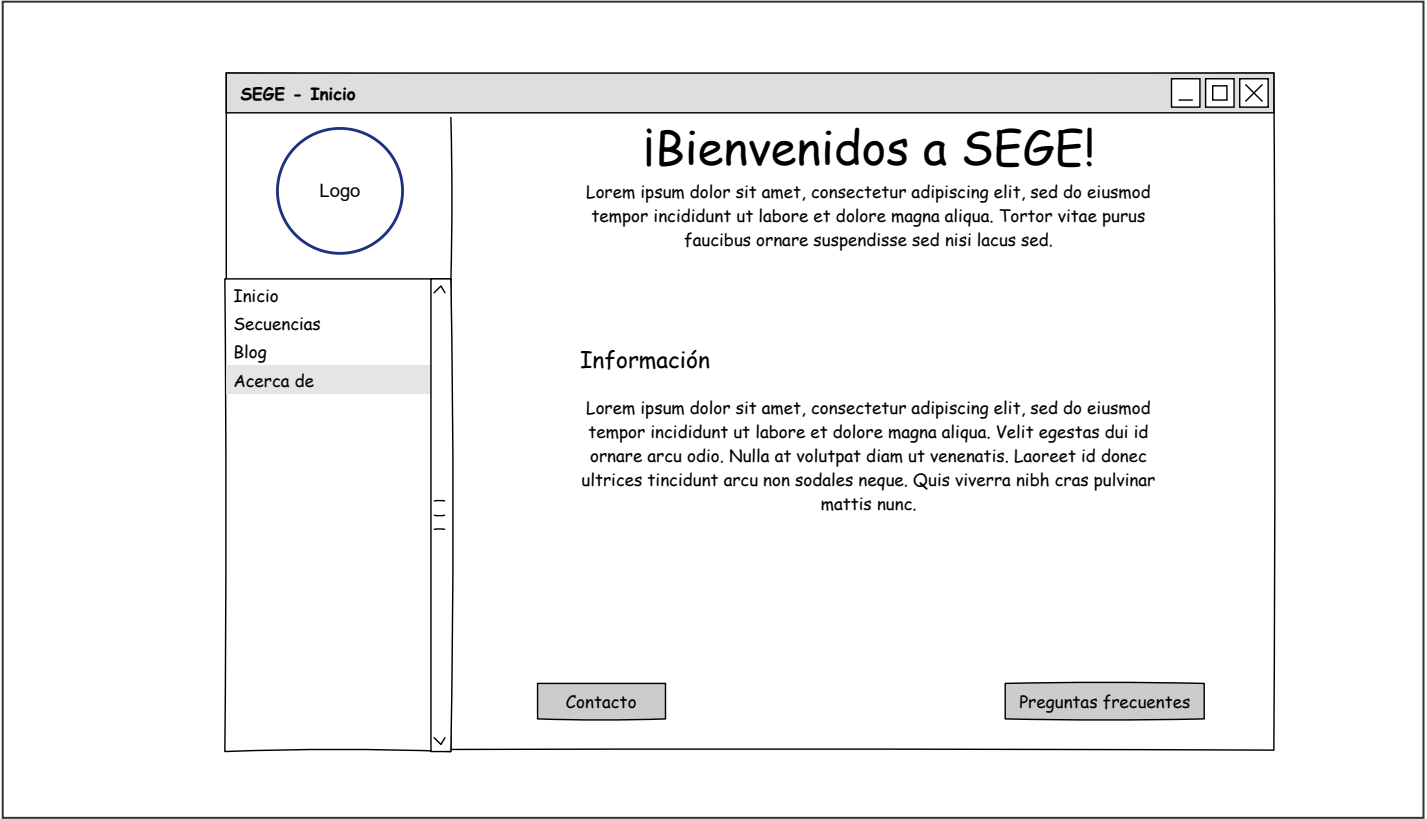 SEGE - Inicio
Logo
Inicio
Secuencias
Blog
Acerca de
¡Bienvenidos a SEGE!
Lorem ipsum dolor sit amet, consectetur adipiscing elit, sed do eiusmod
tempor incididunt ut labore et dolore magna aliqua. Tortor vitae purus
faucibus ornare suspendisse sed nisi lacus sed.
Información
Lorem ipsum dolor sit amet, consectetur adipiscing elit, sed do eiusmod
tempor incididunt ut labore et dolore magna aliqua. Velit egestas dui id
ornare arcu odio. Nulla at volutpat diam ut venenatis. Laoreet id donec
ultrices tincidunt arcu non sodales neque. Quis viverra nibh cras pulvinar
mattis nunc.
Contacto
Preguntas frecuentes